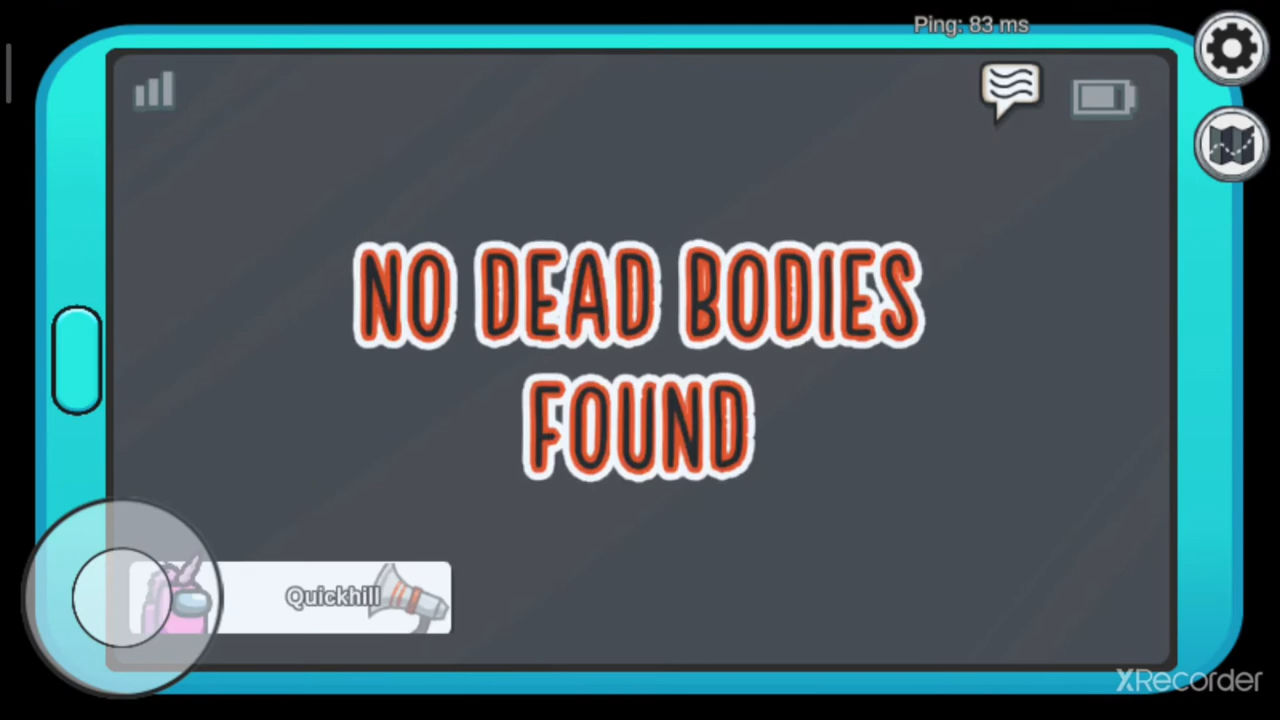 Ping: 83 ms
NO DEAD BODIES
FOUND
Quickhill
XRecorder